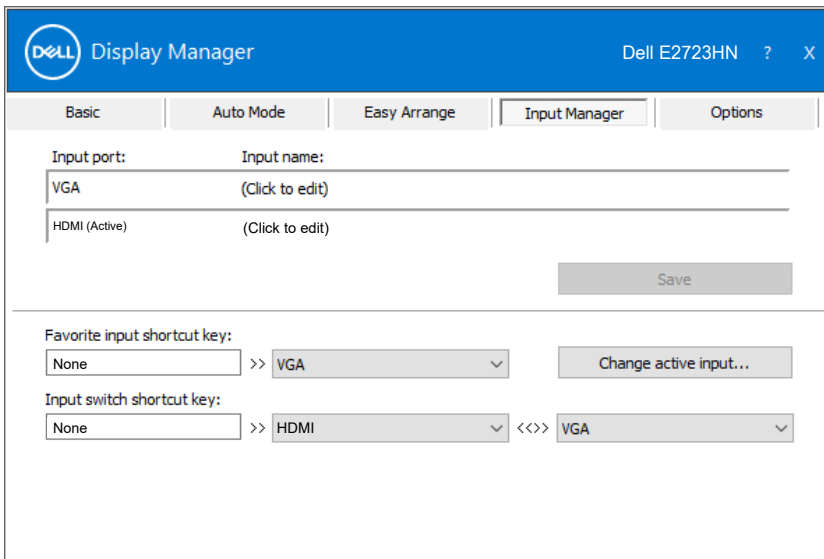 DELL Display Manager Dell E2723HN ? X
Basic Auto Mode Easy Arrange Input Manager Options
Input port: Input name:
VGA (Click to edit)
HDMI (Active) (Click to edit)
Save
Favorite input shortcut key:
None >> VGA Change active input...
Input switch shortcut key:
None >> HDMI <<>> VGA